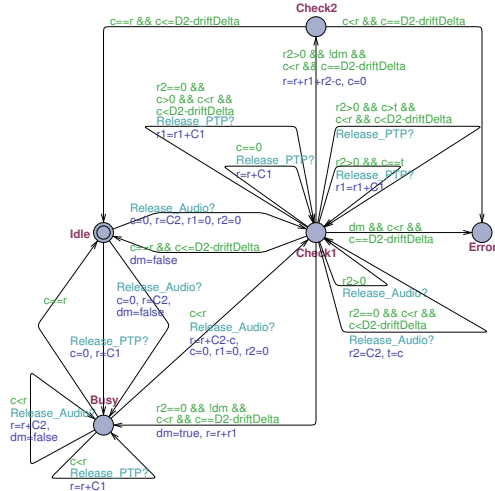 Check2
c==r && c<=D2-driftDelta
c<r && c==D2-driftDelta
r2>0 && !dm &&
c<r && c==D2-driftDelta
r=r+r1+r2-c, c=0
r2==0 &&
c>0 && c<r &&
c<D2-driftDelta
Release_PTP?
r1=r1+C1
r2>0 && c>t &&
c<r && c<D2-driftDelta
Release_PTP?
c==0
Release_PTP?
r=r+C1
r2>0 && c==t
Release_PTP?
r1=r1+C1
Release_Audio?
c=0, r=C2, r1=0, r2=0
Idle
c==r && c<=D2-driftDelta
dm=false
Check1
dm && c<r &&
c==D2-driftDelta
Error
Release_Audio?
c=0, r=C2,
dm=false
c==r
r2>0
Release_Audio?
c<r
Release_Audio?
r=r+C2-c,
c=0, r1=0, r2=0
r2==0 && c<r &&
c<D2-driftDelta
Release_Audio?
r2=C2, t=c
Release_PTP?
c=0, r=C1
c<r
Release_Audio?
r=r+C2,
dm=false
Busy
r2==0 && !dm &&
c<r && c==D2-driftDelta
dm=true, r=r+r1
c<r
Release_PTP?
r=r+C1